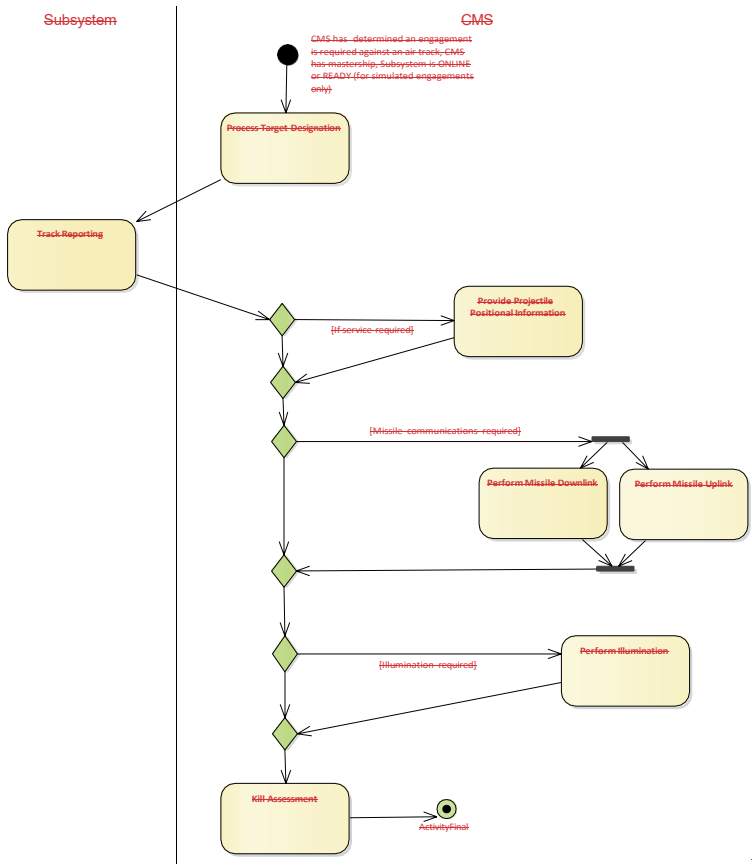 Subsystem
CMS
CMS has determined an engagement
is required against an air track, CMS
has mastership, Subsystem is ONLINE
or READY (for simulated engagements
only)
Process Target Designation
Track Reporting
Provide Projectile
Positional Information
[If service required]
[Missile communications required]
Perform Missile Downlink
Perform Missile Uplink
Perform Illumination
[Illumination required]
Kill Assessment
ActivityFinal